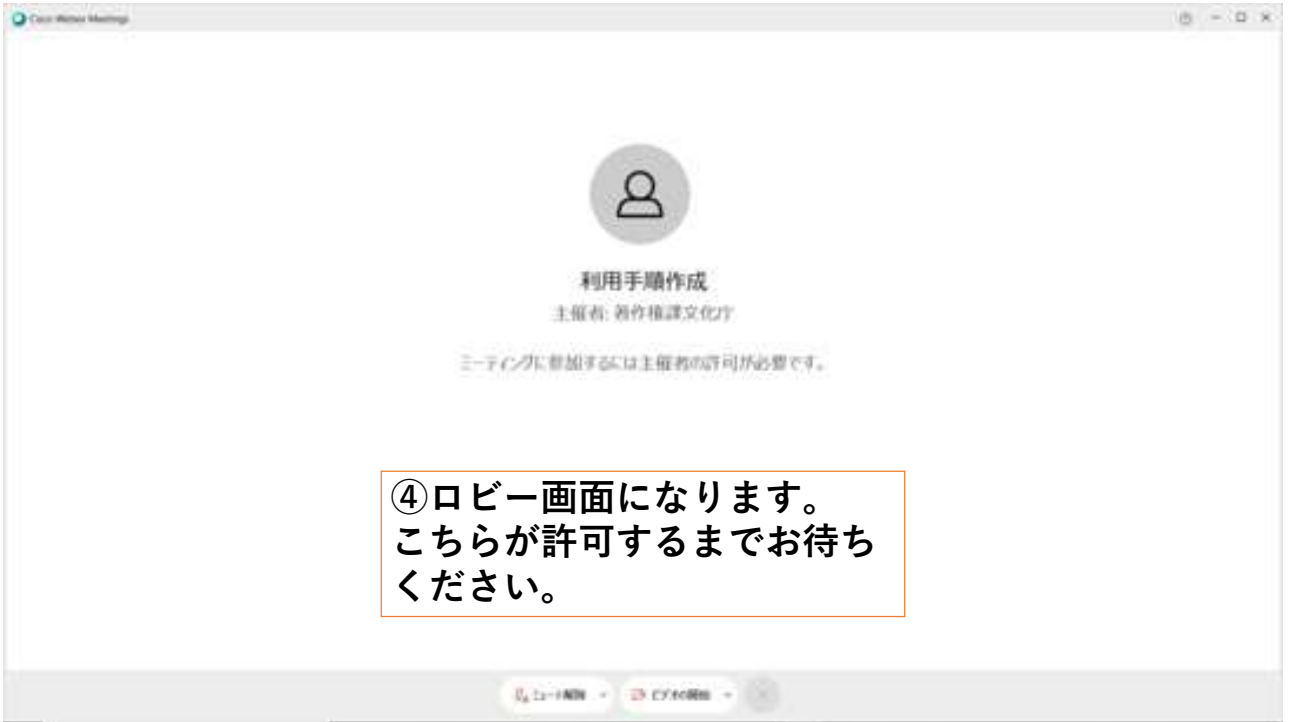 Cisco Webex Meetings
利用手順作成
主催者: 著作権課文化庁
ミーティングに参加するには主催者の許可が必要です。
④ロビー画面になります。
こちらが許可するまでお待ち
ください。
ミュート解除
ビデオの開始